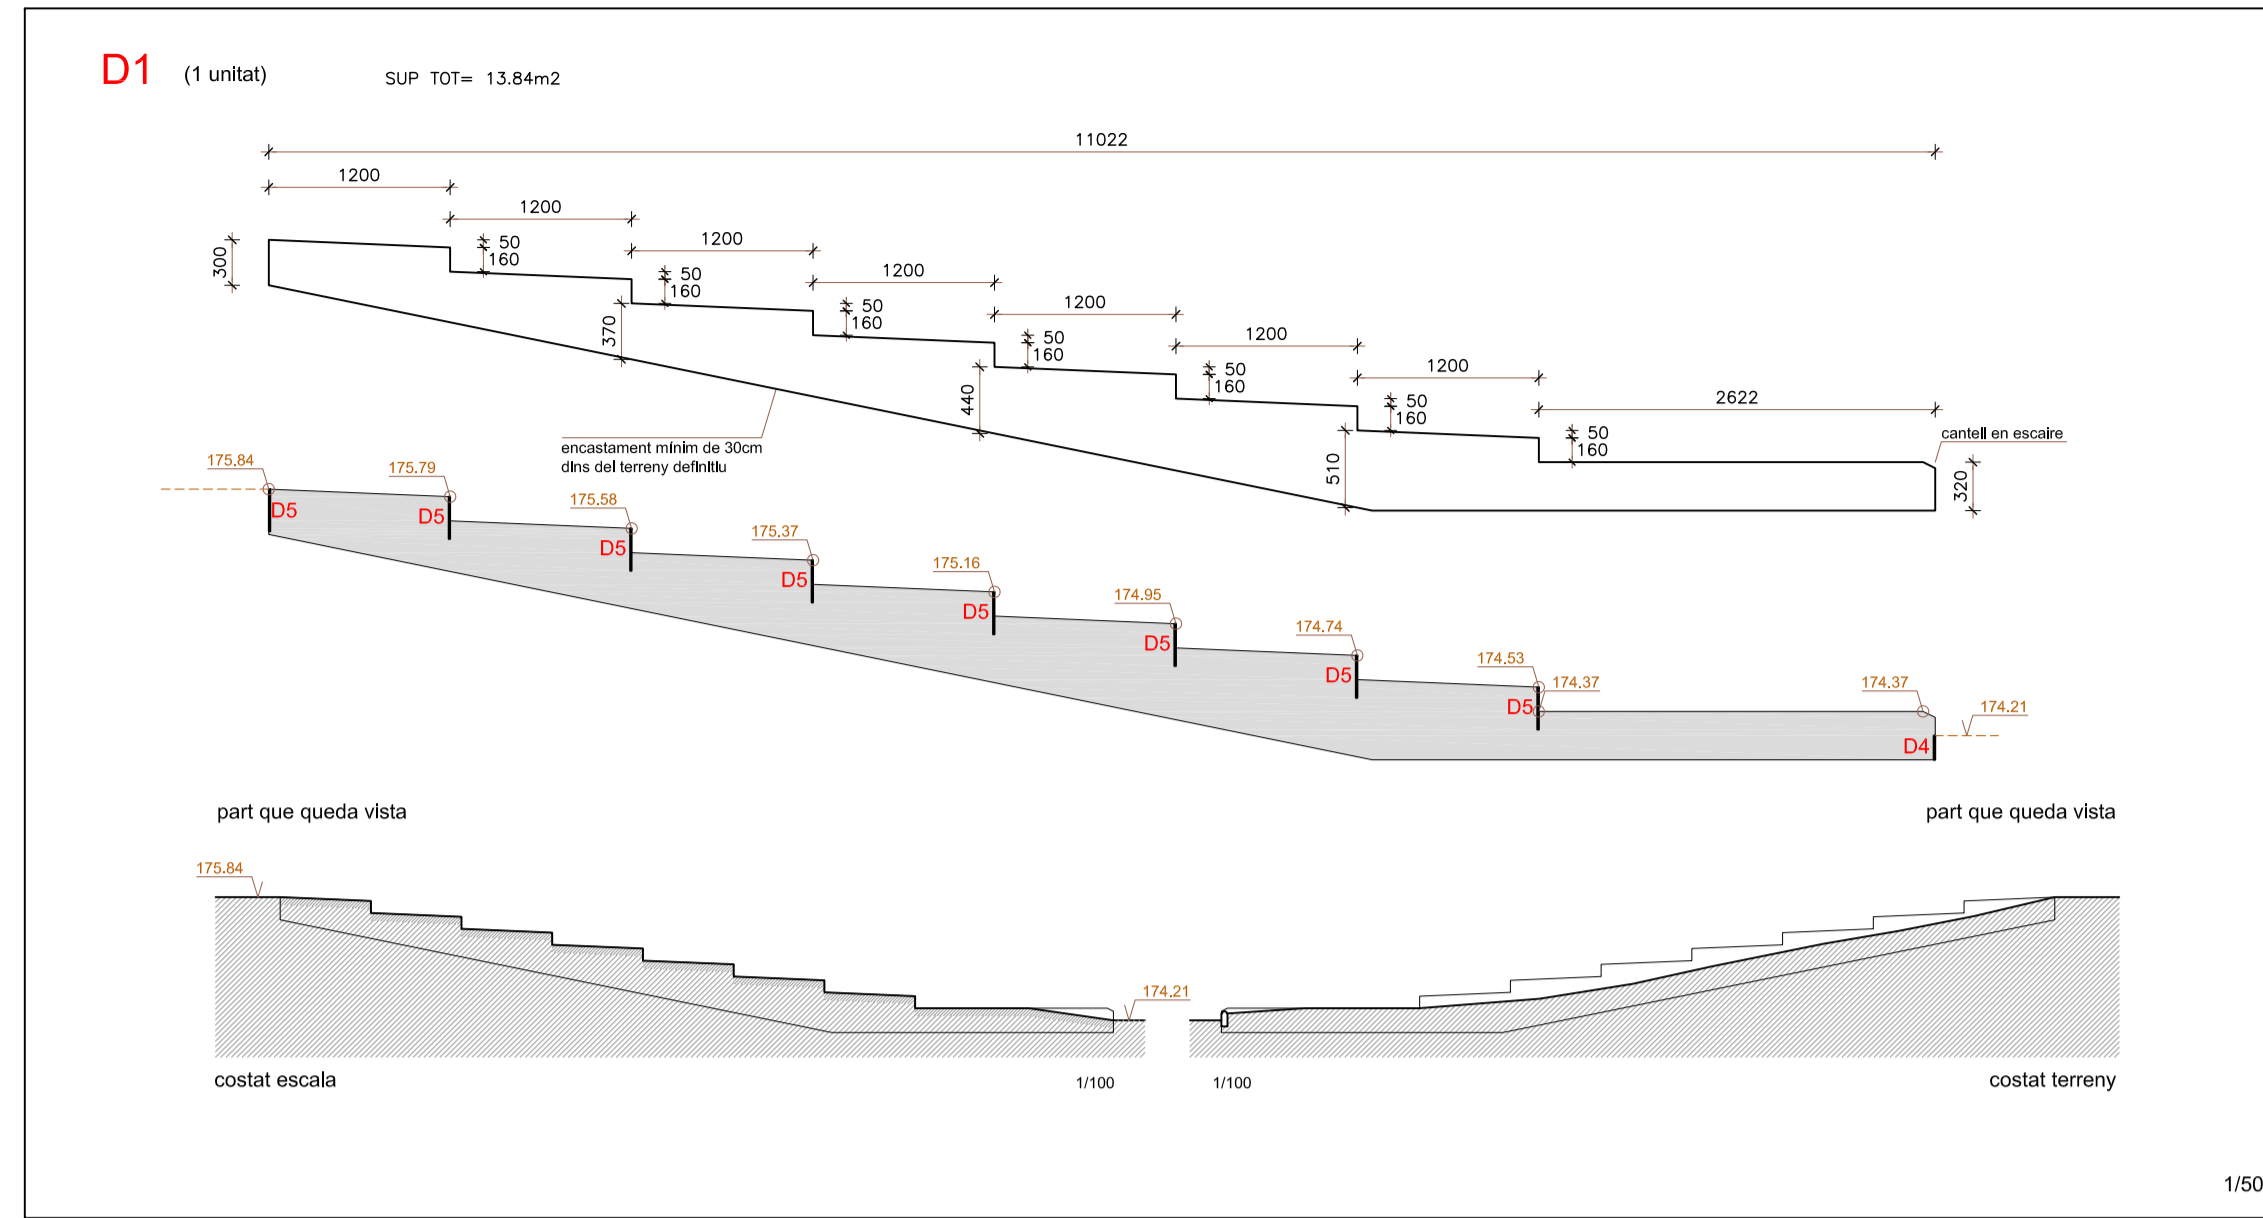 D1 (1 unitat) SUP TOT= 13.84m2
11022
1200
1200
1200
1200
1200
1200
1200
2622
300
50
160
50
160
50
160
50
160
50
160
50
160
50
160
370
440
510
320
cantell en escaire
encastament mínim de 30cm
dins del terreny definitiu
175.84
175.79
175.58
175.37
175.16
174.95
174.74
174.53
174.37
174.37
174.21
D5
D5
D5
D5
D5
D5
D5
D5
D4
part que queda vista
part que queda vista
175.84
174.21
costat escala
1/100
1/100
costat terreny
1/50